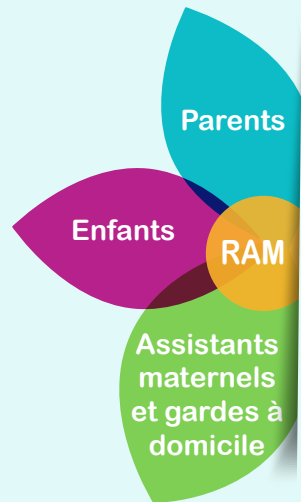 Parents
Enfants
RAM
Assistants
maternels
et gardes à
domicile